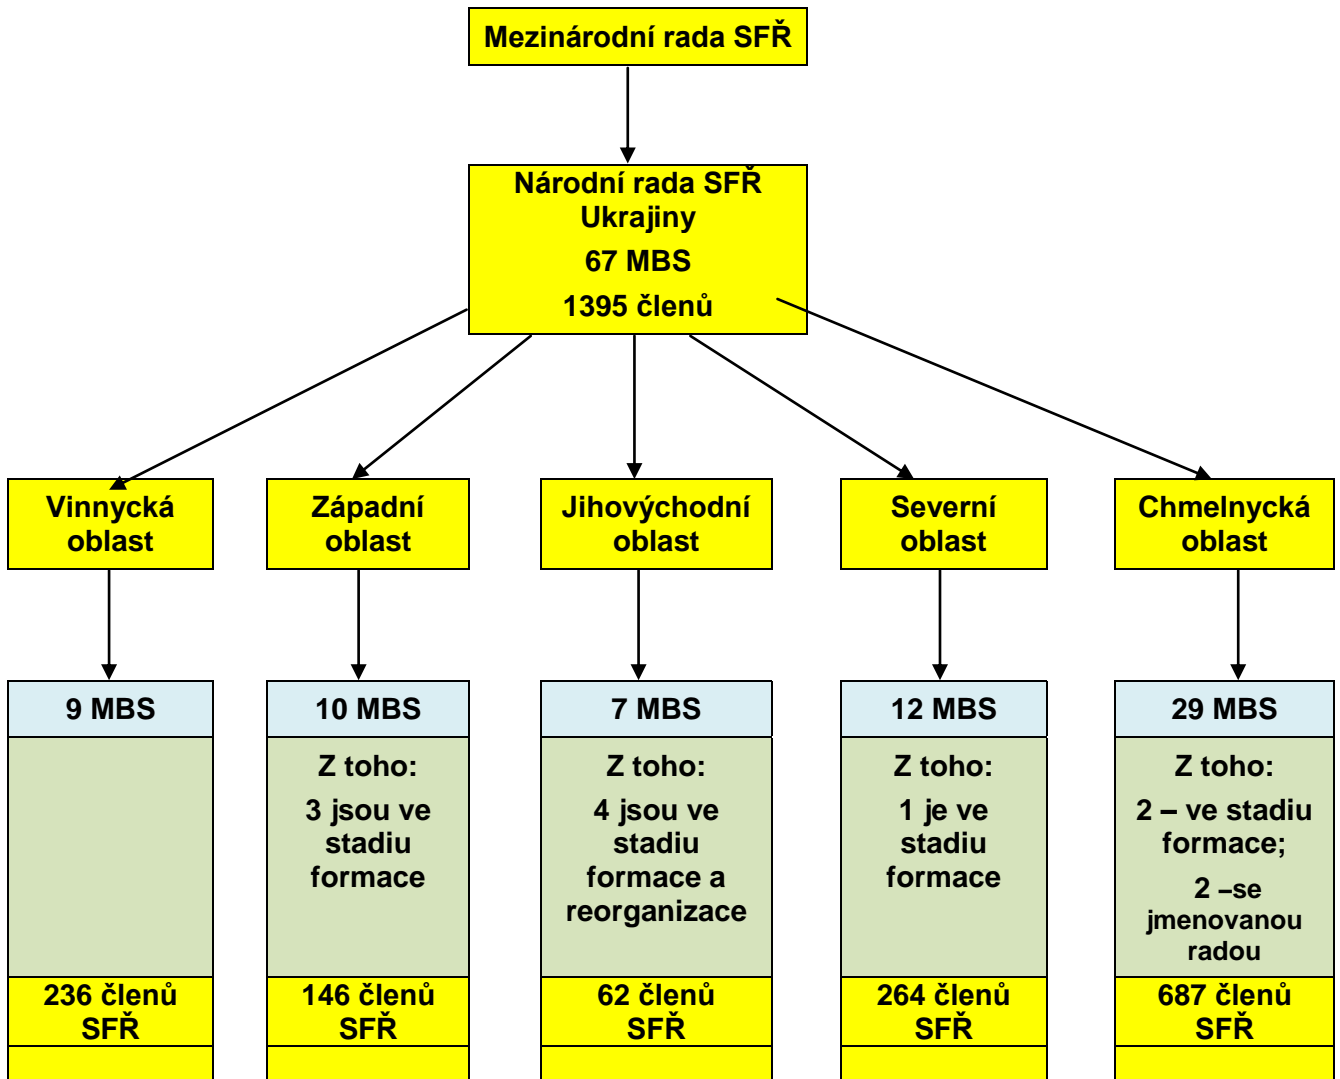 Mezinárodní rada SFŘ
Národní rada SFŘ
Ukrajiny
67 MBS
1395 členů
Vinnycká
oblast
Západní
oblast
Jihovýchodní
oblast
Severní
oblast
Chmelnycká
oblast
9 MBS
10 MBS
7 MBS
12 MBS
29 MBS
Z toho:
3 jsou ve
stadiu
formace
Z toho:
4 jsou ve
stadiu
formace a
reorganizace
Z toho:
1 je ve
stadiu
formace
Z toho:
2 – ve stadiu
formace;
2 –se
jmenovanou
radou
236 členů
SFŘ
146 členů
SFŘ
62 členů
SFŘ
264 členů
SFŘ
687 členů
SFŘ